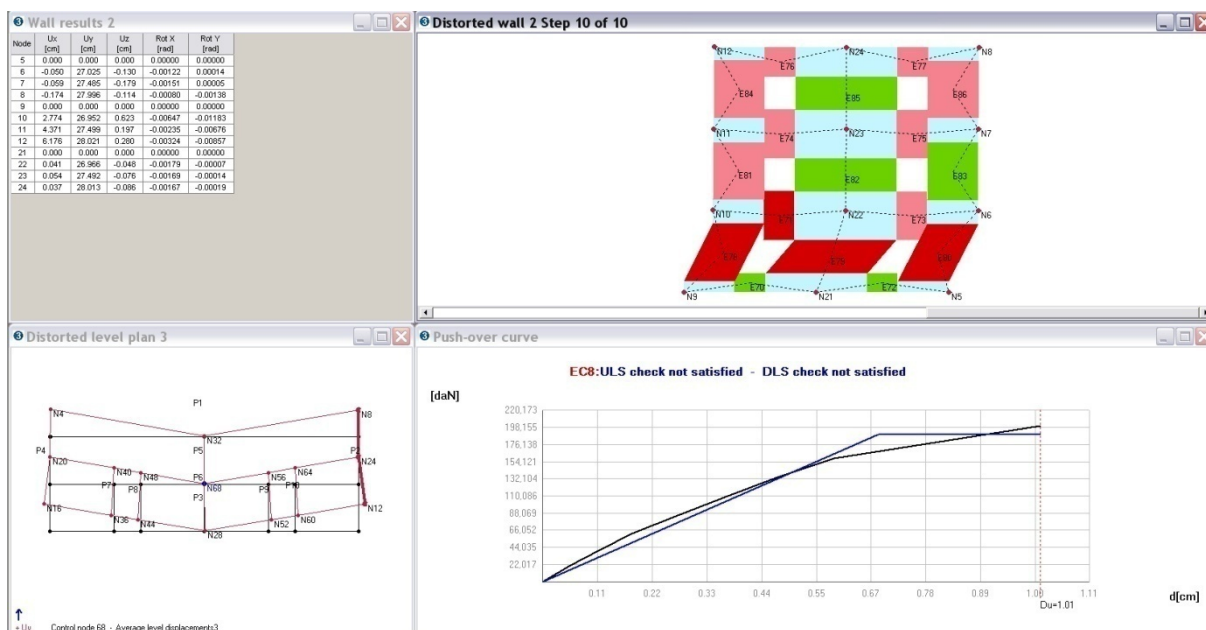 Wall results 2
Node Ux [cm] Uy [cm] Uz [cm] Rot X [rad] Rot Y [rad]
5 0.000 0.000 0.000 0.00000 0.00000
6 -0.050 27.025 -0.130 -0.00122 0.00014
7 -0.059 27.485 -0.179 -0.00151 0.00005
8 -0.174 27.996 -0.114 -0.00080 -0.00138
9 0.000 0.000 0.000 0.00000 0.00000
10 2.774 26.952 0.623 -0.00647 -0.01183
11 4.371 27.499 0.197 -0.00235 -0.00676
12 6.176 28.021 0.280 -0.00324 -0.00857
21 0.000 0.000 0.000 0.00000 0.00000
22 0.041 26.966 -0.048 -0.00179 -0.00007
23 0.054 27.492 -0.076 -0.00169 -0.00014
24 0.037 28.013 -0.086 -0.00167 -0.00019
Distorted wall 2 Step 10 of 10
N12 N24 N8
E76 E77
E84 E85 E86
N11 N23 N7
E74 E75
E81 E82 E83
N10 N22 N6
E73
N9 E70 N21 E72 N5
Distorted level plan 3
P1
N4 N8
N32
P4 P5 P2
N20 N24
N40 N48 P6 N56 N64
P7 P8 N68 P9 P10
P3
N16 N12
N36 N44 N52 N60
N28
+ Uy Control node 68 - Average level displacements3
Push-over curve
EC8:ULS check not satisfied - DLS check not satisfied
[daN]
220,173
198,155
176,138
154,121
132,104
110,086
88,069
66,052
44,035
22,017
0.11 0.22 0.33 0.44 0.55 0.67 0.78 0.89 1.00 1.11
Du=1.01
d[cm]